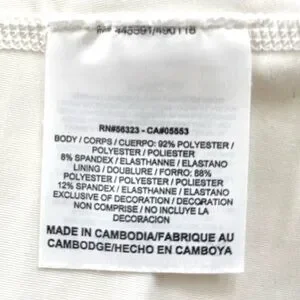 443591/490118
RN#56323 - CA#05553
BODY / CORPS / CUERPO: 92% POLYESTER /
POLYESTER / POLIESTER
8% SPANDEX / ELASTHANNE / ELASTANO
LINING / DOUBLURE / FORRO: 88%
POLYESTER / POLYESTER / POLIESTER
12% SPANDEX / ELASTHANNE / ELASTANO
EXCLUSIVE OF DECORATION / DECORATION
NON COMPRISE / NO INCLUYE LA
DECORACION
MADE IN CAMBODIA/FABRIQUE AU
CAMBODGE/HECHO EN CAMBOYA